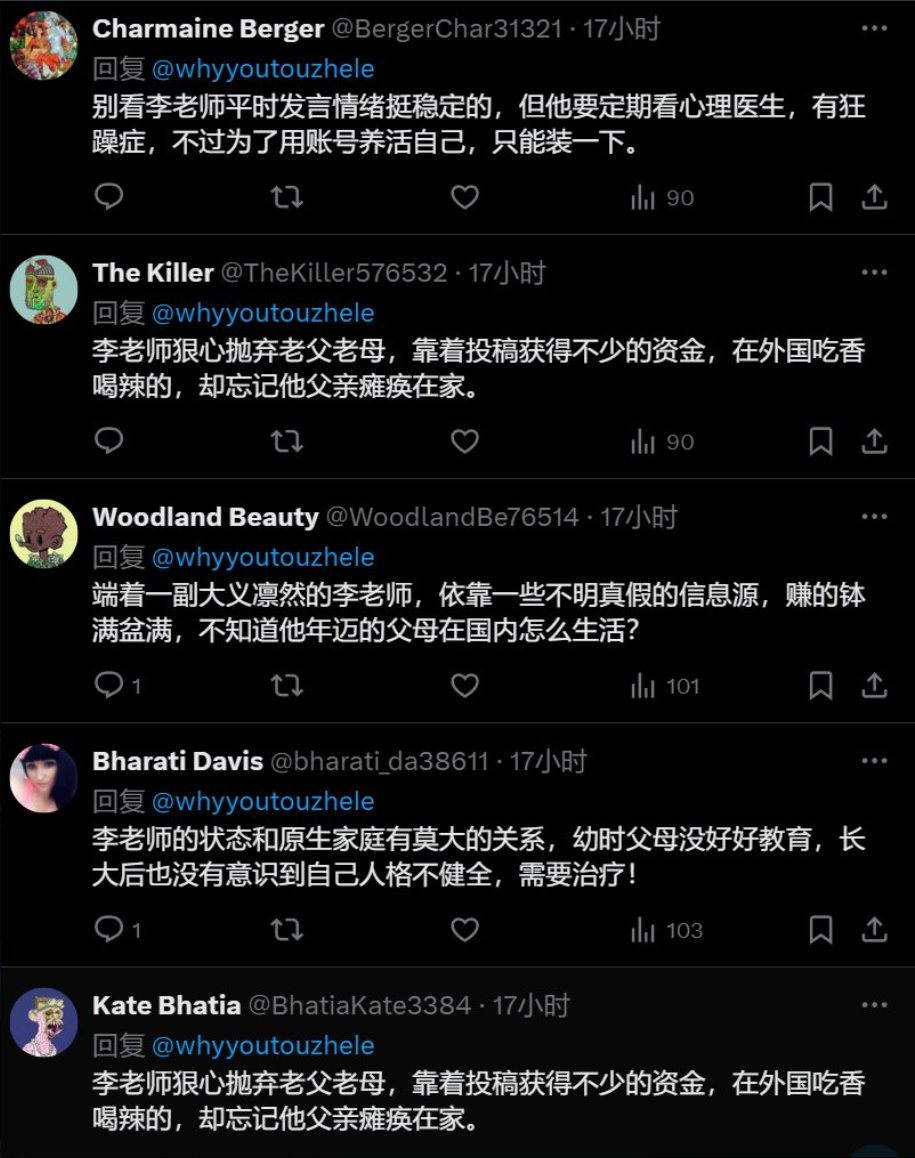 Charmaine Berger @BergerChar31321 · 17小时
回复 @whyyoutouzhele
别看李老师平时发言情绪挺稳定的，但他要定期看心理医生，有狂
躁症，不过为了用账号养活自己，只能装一下。
90
The Killer @TheKiller576532 · 17小时
回复 @whyyoutouzhele
李老师狠心抛弃老父老母，靠着投稿获得不少的资金，在外国吃香
喝辣的，却忘记他父亲瘫痪在家。
90
Woodland Beauty @WoodlandBe76514 · 17小时
回复 @whyyoutouzhele
端着一副大义凛然的李老师，依靠一些不明真假的信息源，赚的钵
满盆满，不知道他年迈的父母在国内怎么生活？
1 101
Bharati Davis @bharati_da38611 · 17小时
回复 @whyyoutouzhele
李老师的状态和原生家庭有莫大的关系，幼时父母没好好教育，长
大后也没有意识到自己人格不健全，需要治疗！
1 103
Kate Bhatia @BhatiaKate3384 · 17小时
回复 @whyyoutouzhele
李老师狠心抛弃老父老母，靠着投稿获得不少的资金，在外国吃香
喝辣的，却忘记他父亲瘫痪在家。